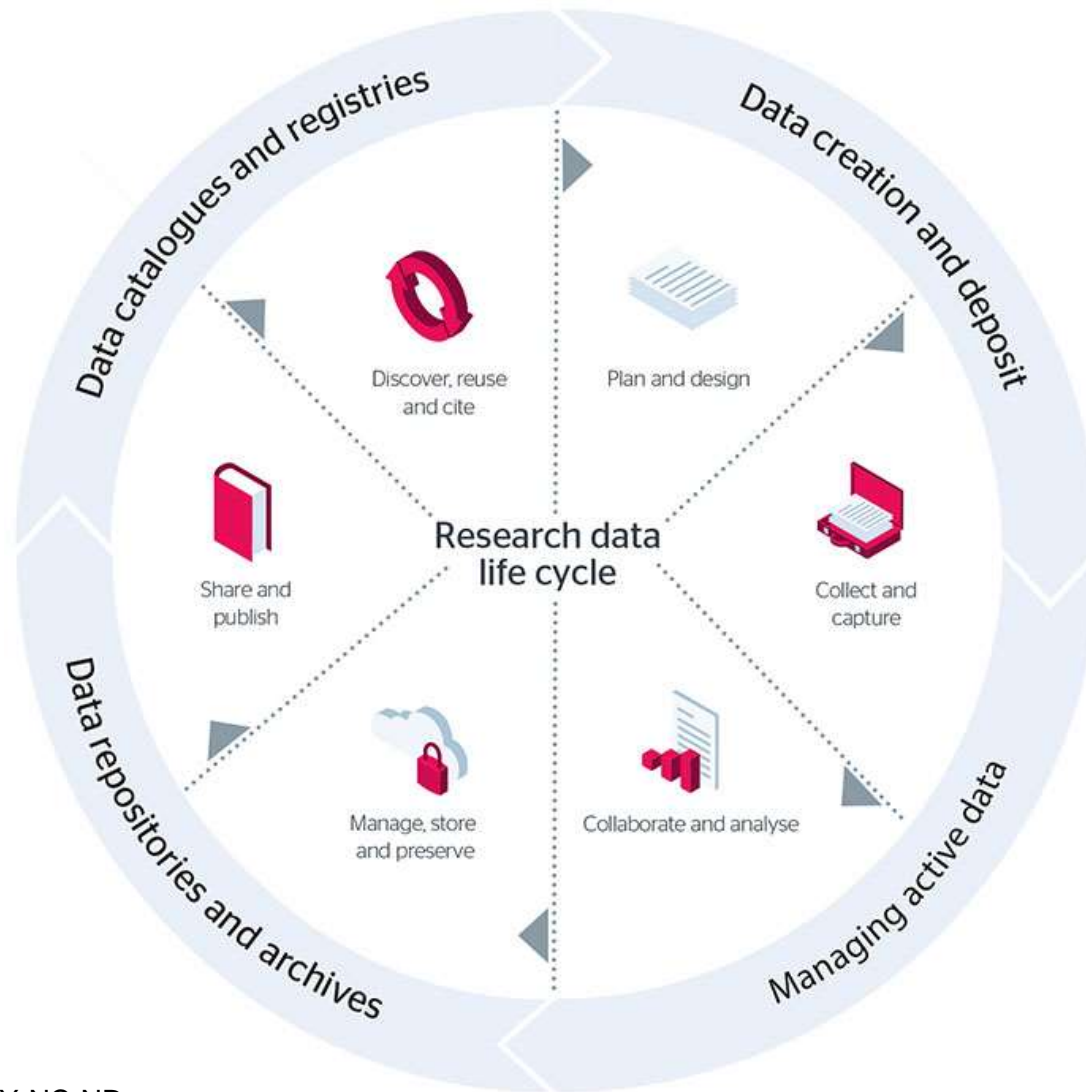 Data catalogues and registries
Data creation and deposit
Discover, reuse
and cite
Plan and design
Research data
life cycle
Share and
publish
Collect and
capture
Manage, store
and preserve
Collaborate and analyse
Data repositories and archives
Managing active data